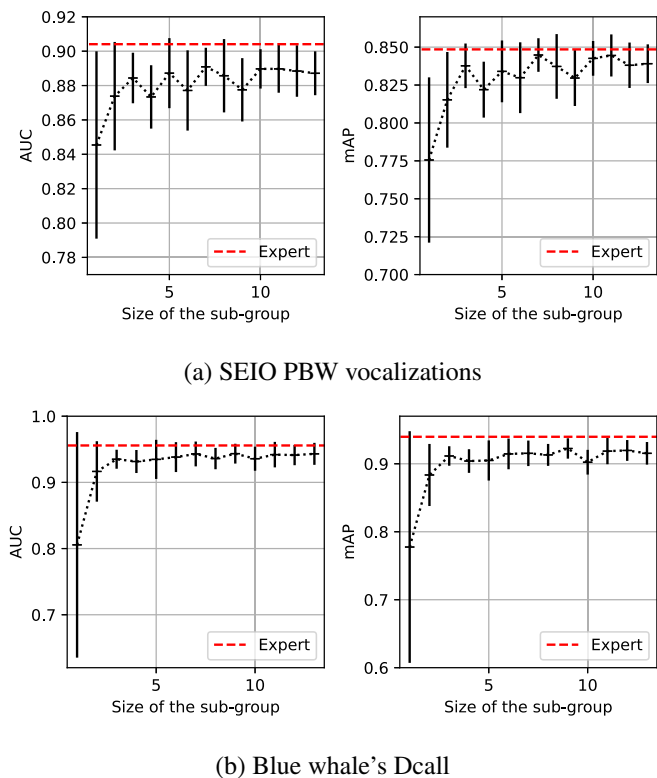 0.92
0.90
0.88
0.86
0.84
0.82
0.80
0.78
AUC
Expert
5 10
Size of the sub-group
0.850
0.825
0.800
0.775
0.750
0.725
0.700
mAP
Expert
5 10
Size of the sub-group
(a) SEIO PBW vocalizations
1.0
0.9
0.8
0.7
AUC
Expert
5 10
Size of the sub-group
0.9
0.8
0.7
0.6
mAP
Expert
5 10
Size of the sub-group
(b) Blue whale's Dcall